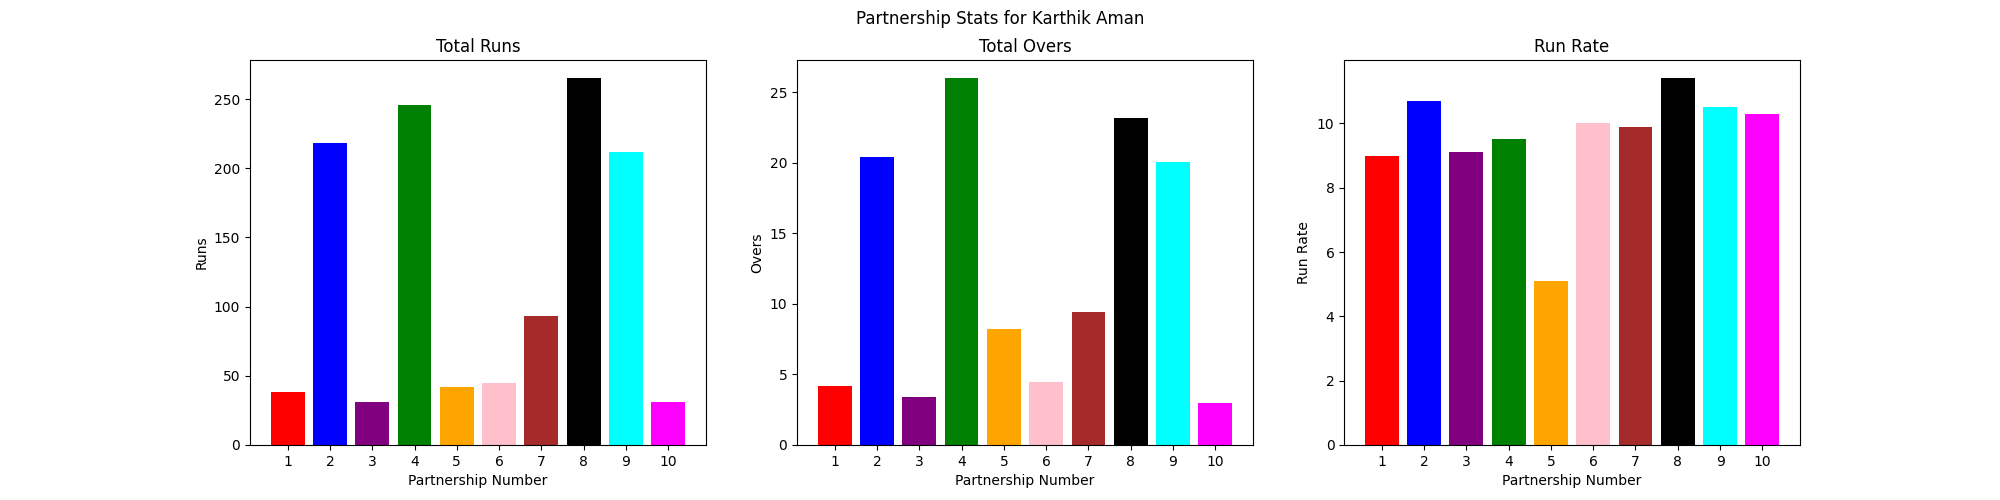 Partnership Stats for Karthik Aman
Total Runs
250
200
150
100
50
0
Runs
1 2 3 4 5 6 7 8 9 10
Partnership Number
Total Overs
25
20
15
10
5
0
Overs
1 2 3 4 5 6 7 8 9 10
Partnership Number
Run Rate
10
8
6
4
2
0
Run Rate
1 2 3 4 5 6 7 8 9 10
Partnership Number